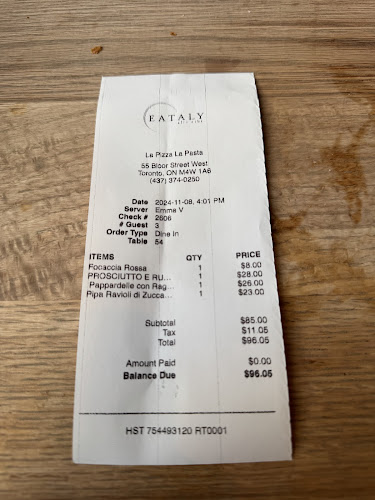 EATALY
La Pizza La Pasta
55 Bloor Street West
Toronto, ON M4W 1A6
(437) 374-0250
Date 2024-11-08, 4:01 PM
Server Emma V
Check # 2606
# Guest 3
Order Type Dine In
Table 54
ITEMS QTY PRICE
Focaccia Rossa 1 $8.00
PROSCIUTTO E RU... 1 $28.00
Pappardelle con Rag... 1 $26.00
Pipa Ravioli di Zucca... 1 $23.00
Subtotal $85.00
Tax $11.05
Total $96.05
Amount Paid $0.00
Balance Due $96.05
HST 754493120 RT0001